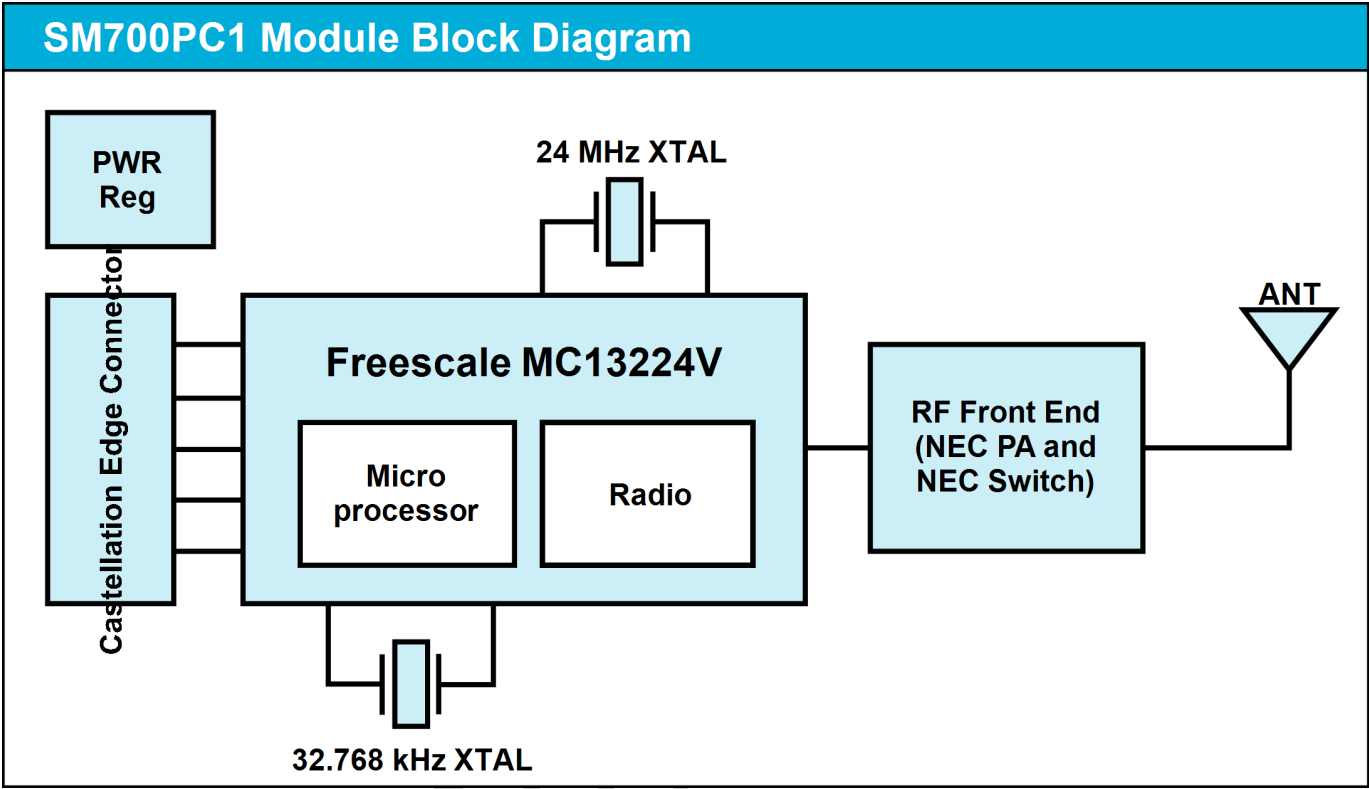 SM700PC1 Module Block Diagram
PWR
Reg
24 MHz XTAL
ANT
Castellation Edge Connector
Freescale MC13224V
Micro
processor
Radio
RF Front End
(NEC PA and
NEC Switch)
32.768 kHz XTAL